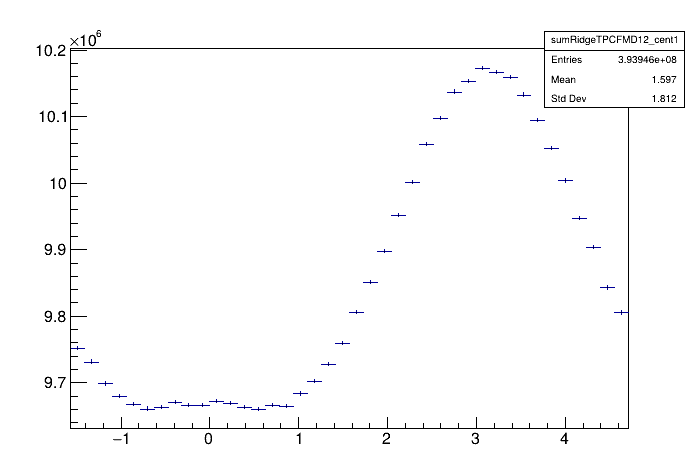 ×10⁶
sumRidgeTPCFMD12_cent1
Entries 3.93946e+08
Mean 1.597
Std Dev 1.812
10.2
10.1
10
9.9
9.8
9.7
−1 0 1 2 3 4